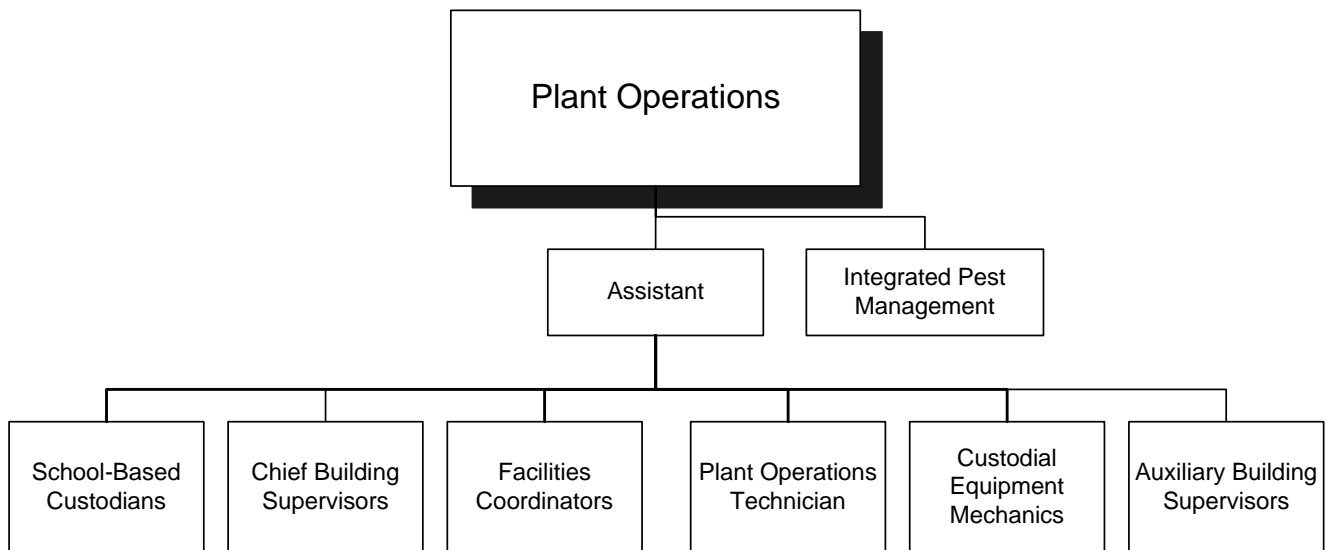 Plant Operations
Assistant
Integrated Pest
Management
School-Based
Custodians
Chief Building
Supervisors
Facilities
Coordinators
Plant Operations
Technician
Custodial
Equipment
Mechanics
Auxiliary Building
Supervisors